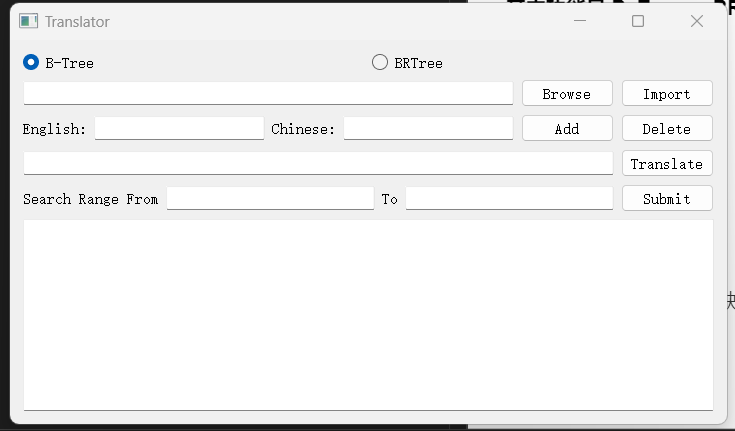 Translator
B-Tree BRTree
Browse Import
English: Chinese: Add Delete
Translate
Search Range From To Submit